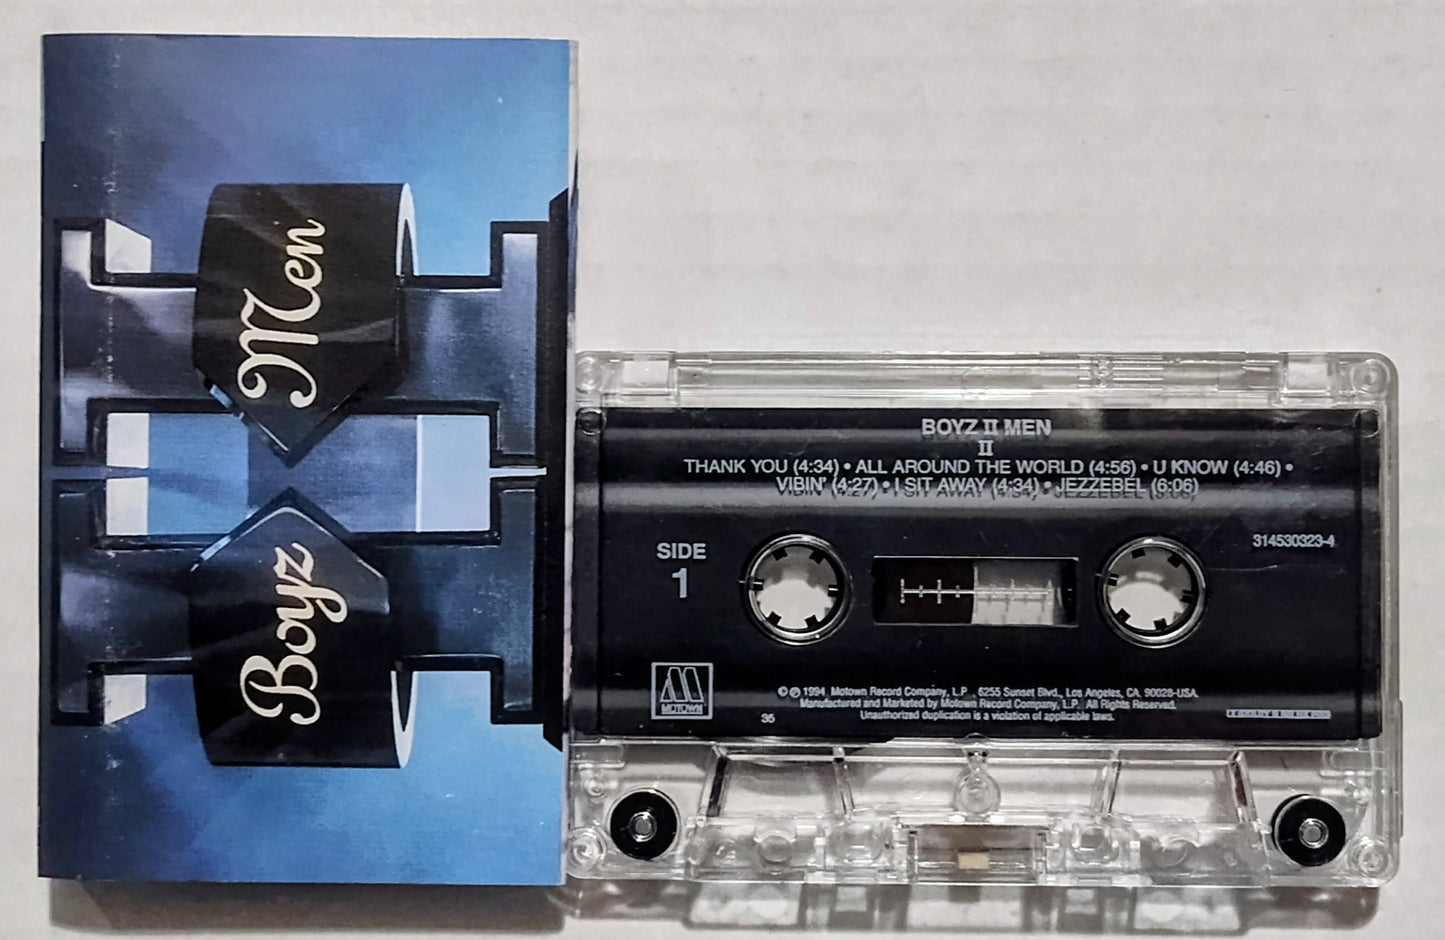 Boyz
Men
BOYZ II MEN
II
THANK YOU (4:34) • ALL AROUND THE WORLD (4:56) • U KNOW (4:46) •
VIBIN' (4:27) • I SIT AWAY (4:34) • JEZZEBEL (6:06)
314530323-4
SIDE
1
MOTOWN
35
© ℗ 1994 Motown Record Company, L.P., 6255 Sunset Blvd., Los Angeles, CA. 90028-USA.
Manufactured and Marketed by Motown Record Company, L.P. All Rights Reserved.
Unauthorized duplication is a violation of applicable laws.